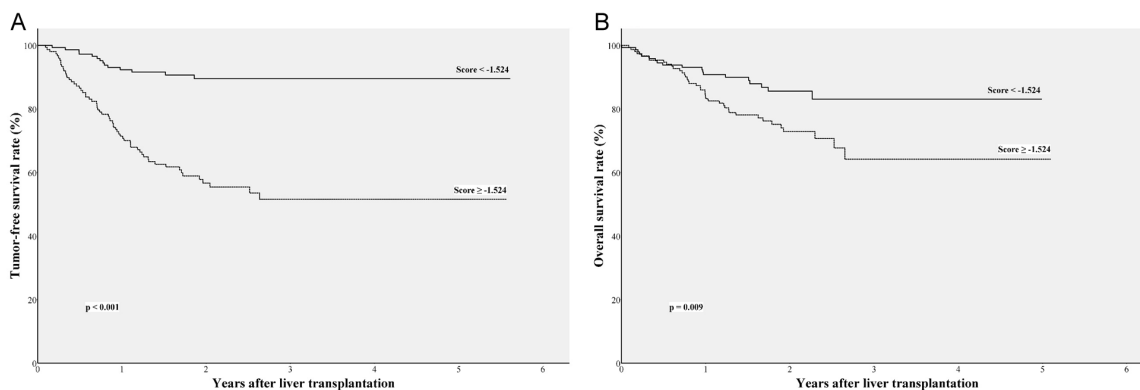 A
Tumor-free survival rate (%)
100
80
60
40
20
0
Score < -1.524
Score ≥ -1.524
p < 0.001
0 1 2 3 4 5 6
Years after liver transplantation
B
Overall survival rate (%)
100
80
60
40
20
0
Score < -1.524
Score ≥ -1.524
p = 0.009
0 1 2 3 4 5 6
Years after liver transplantation